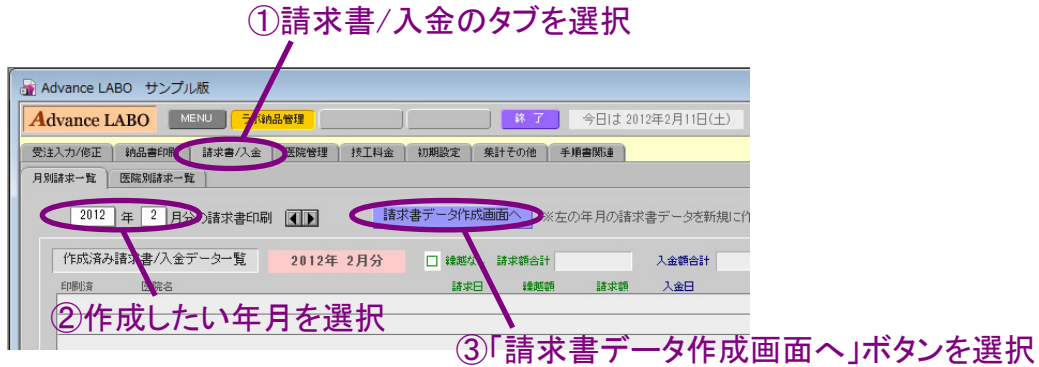 ①請求書/入金のタブを選択
Advance LABO サンプル版
Advance LABO MENU ラボ納品管理 終 了 今日は 2012年2月11日(土)
受注入力/修正 納品書印刷 請求書/入金 医院管理 技工料金 初期設定 集計その他 手順書関連
月別請求一覧 医院別請求一覧
2012 年 2 月分の請求書印刷 請求書データ作成画面へ ※左の年月の請求書データを新規に作
作成済み請求書/入金データ一覧 2012年 2月分 繰越なし 請求額合計 入金額合計
印刷済 医院名 請求日 繰越額 請求額 入金日
②作成したい年月を選択
③「請求書データ作成画面へ」ボタンを選択